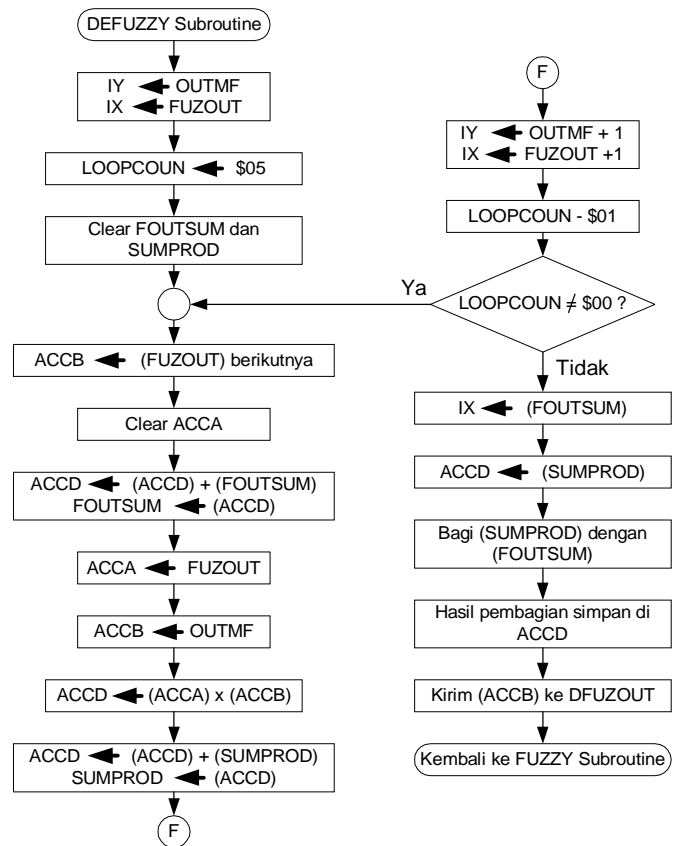 DEFUZZY Subroutine
IY ← OUTMF
IX ← FUZOUT
LOOPCOUN ← $05
Clear FOUTSUM dan
SUMPROD
ACCB ← (FUZOUT) berikutnya
Clear ACCA
ACCD ← (ACCD) + (FOUTSUM)
FOUTSUM ← (ACCD)
ACCA ← FUZOUT
ACCB ← OUTMF
ACCD ← (ACCA) x (ACCB)
ACCD ← (ACCD) + (SUMPROD)
SUMPROD ← (ACCD)
F
F
IY ← OUTMF + 1
IX ← FUZOUT +1
LOOPCOUN - $01
LOOPCOUN ≠ $00 ?
Ya
Tidak
IX ← (FOUTSUM)
ACCD ← (SUMPROD)
Bagi (SUMPROD) dengan
(FOUTSUM)
Hasil pembagian simpan di
ACCD
Kirim (ACCB) ke DFUZOUT
Kembali ke FUZZY Subroutine